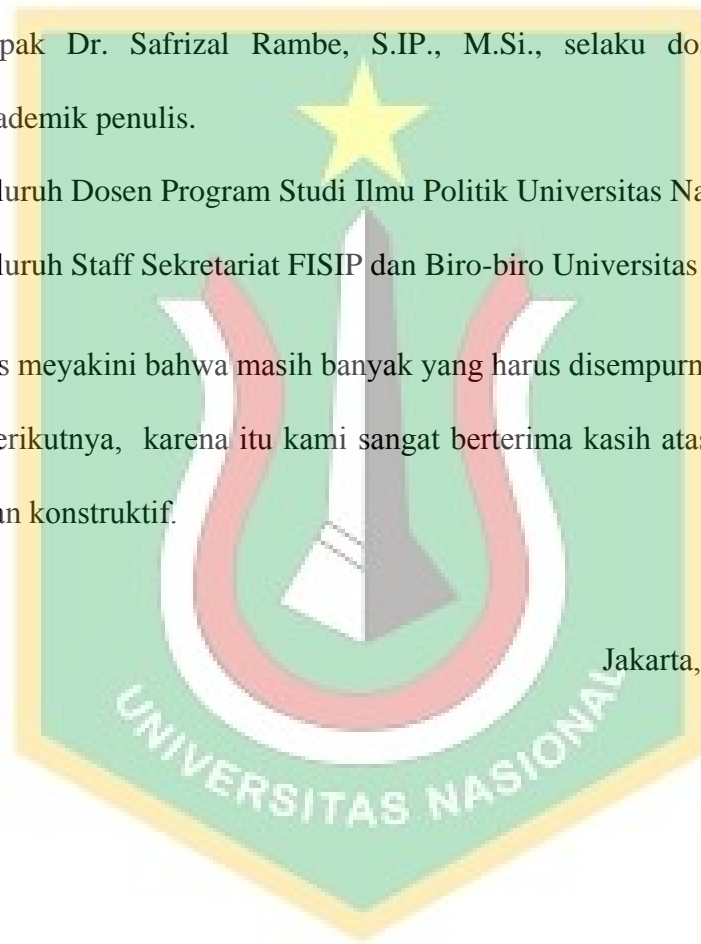 pak Dr. Safrizal Rambe, S.IP., M.Si., selaku dos
ademik penulis.
luruh Dosen Program Studi Ilmu Politik Universitas Na
luruh Staff Sekretariat FISIP dan Biro-biro Universitas
s meyakini bahwa masih banyak yang harus disempurn
erikutnya, karena itu kami sangat berterima kasih atas
an konstruktif.
Jakarta,
UNIVERSITAS NASIONAL